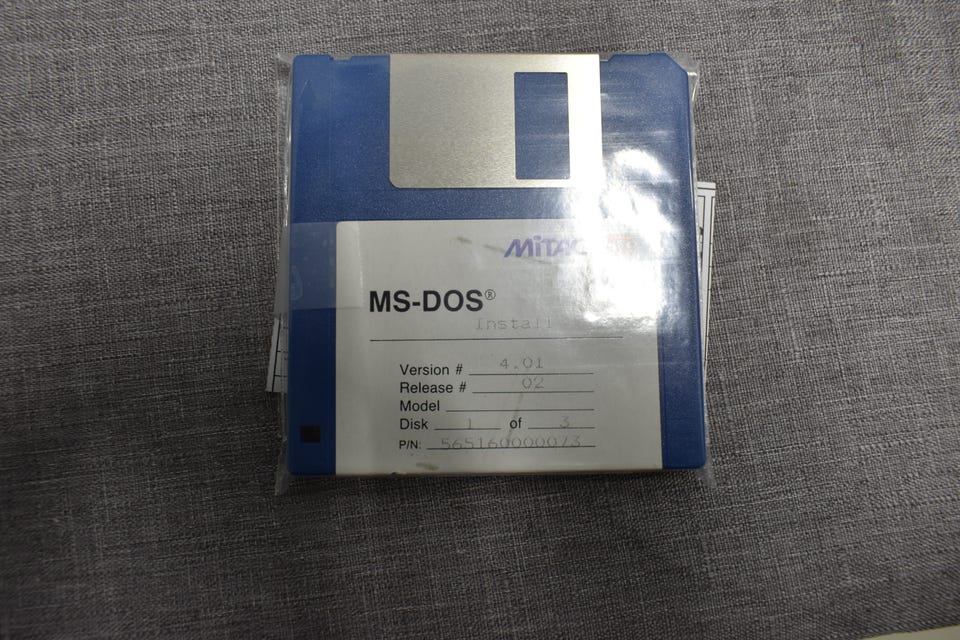 MiTAC
MS-DOS®
Install
Version # 4.01
Release # 02
Model
Disk 1 of 3
P/N: 565160000073